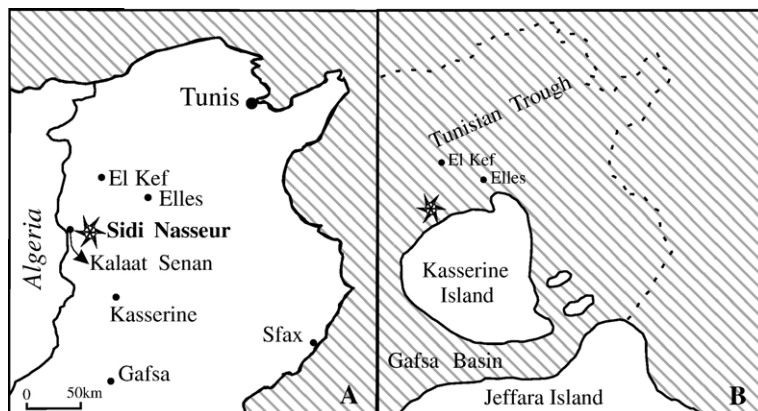 Tunis
El Kef
Elles
Sidi Nasseur
Kalaat Senan
Algeria
Kasserine
Sfax
Gafsa
0 50km
A
Tunisian Trough
El Kef
Elles
Kasserine
Island
Gafsa Basin
Jeffara Island
B